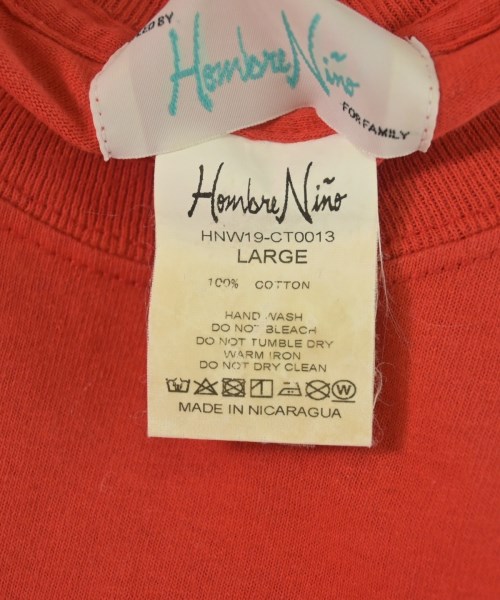 BY
Hombre Niño
FOR FAMILY
Hombre Niño
HNW19-CT0013
LARGE
100% COTTON
HAND WASH
DO NOT BLEACH
DO NOT TUMBLE DRY
WARM IRON
DO NOT DRY CLEAN
W
MADE IN NICARAGUA